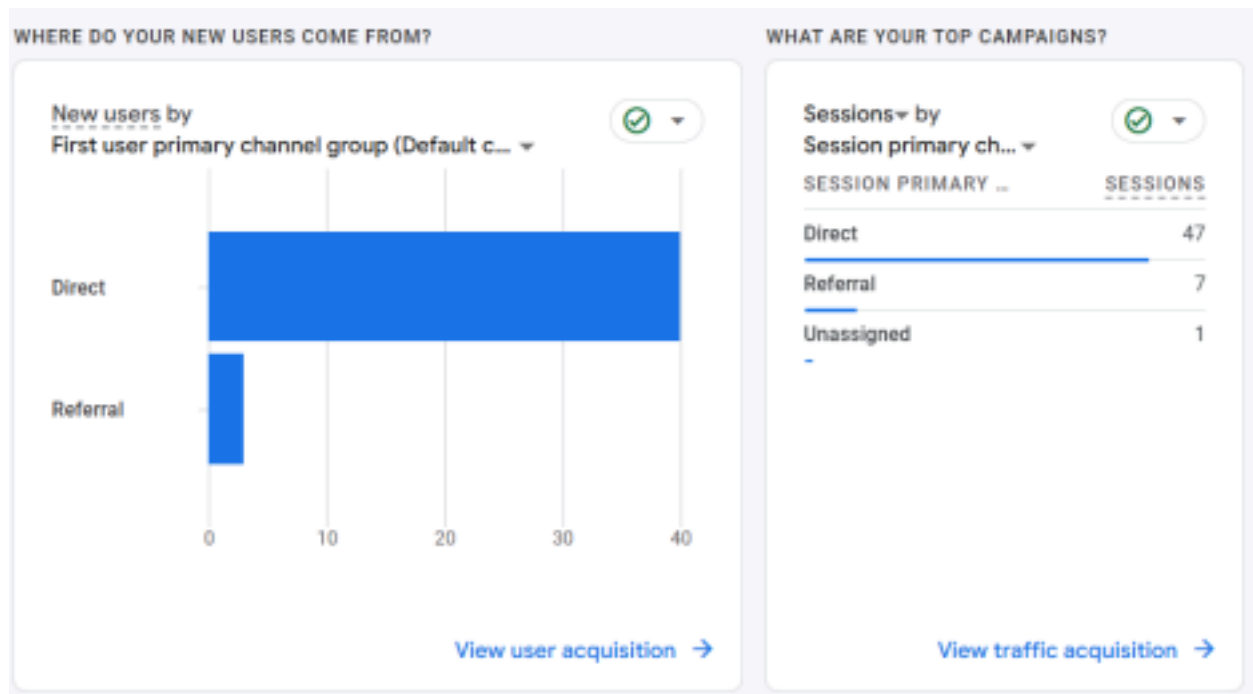 WHERE DO YOUR NEW USERS COME FROM?
New users by
First user primary channel group (Default c...
Direct
Referral
0 10 20 30 40
View user acquisition →
WHAT ARE YOUR TOP CAMPAIGNS?
Sessions by
Session primary ch...
SESSION PRIMARY ... SESSIONS
Direct 47
Referral 7
Unassigned 1
View traffic acquisition →